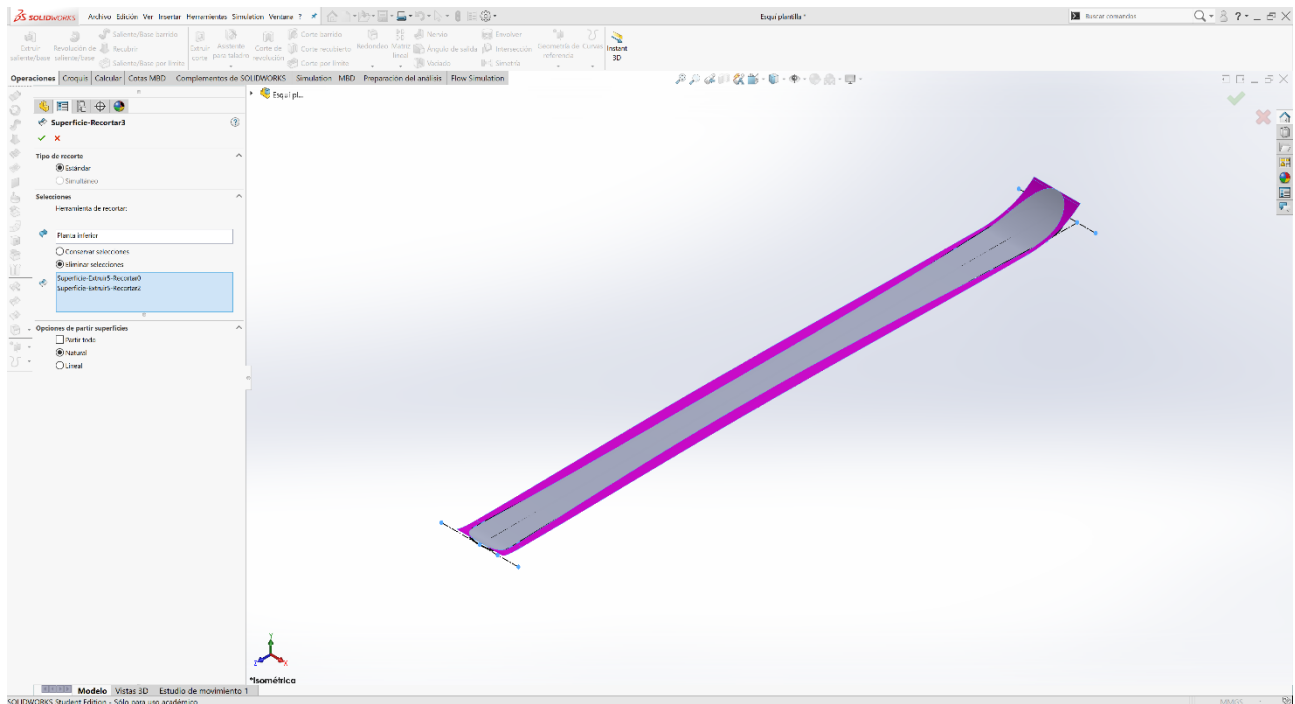 SOLIDWORKS Archivo Edición Ver Insertar Herramientas Simulation Ventana ? Esquí plantilla * Buscar comandos
Extruir saliente/base
Revolución de saliente/base
Saliente/Base barrido
Recubrir
Saliente/Base por límite
Extruir corte
Asistente para taladro
Corte de revolución
Corte barrido
Corte recubierto
Corte por límite
Redondeo
Matriz lineal
Nervio
Ángulo de salida
Vaciado
Envolver
Intersección
Simetría
Geometría de referencia
Curvas
Instant 3D
Operaciones Croquis Calcular Cotas MBD Complementos de SOLIDWORKS Simulation MBD Preparación del análisis Flow Simulation
Esquí pl...
Superficie-Recortar3
Tipo de recorte
Estándar
Simultáneo
Selecciones
Herramienta de recortar:
Planta inferior
Conservar selecciones
Eliminar selecciones
Superficie-Extruir5-Recortar0
Superficie-Extruir5-Recortar2
Opciones de partir superficies
Partir todo
Natural
Lineal
Y
Z X
*Isométrica
Modelo Vistas 3D Estudio de movimiento 1
SOLIDWORKS Student Edition - Sólo para uso académico
MMGS